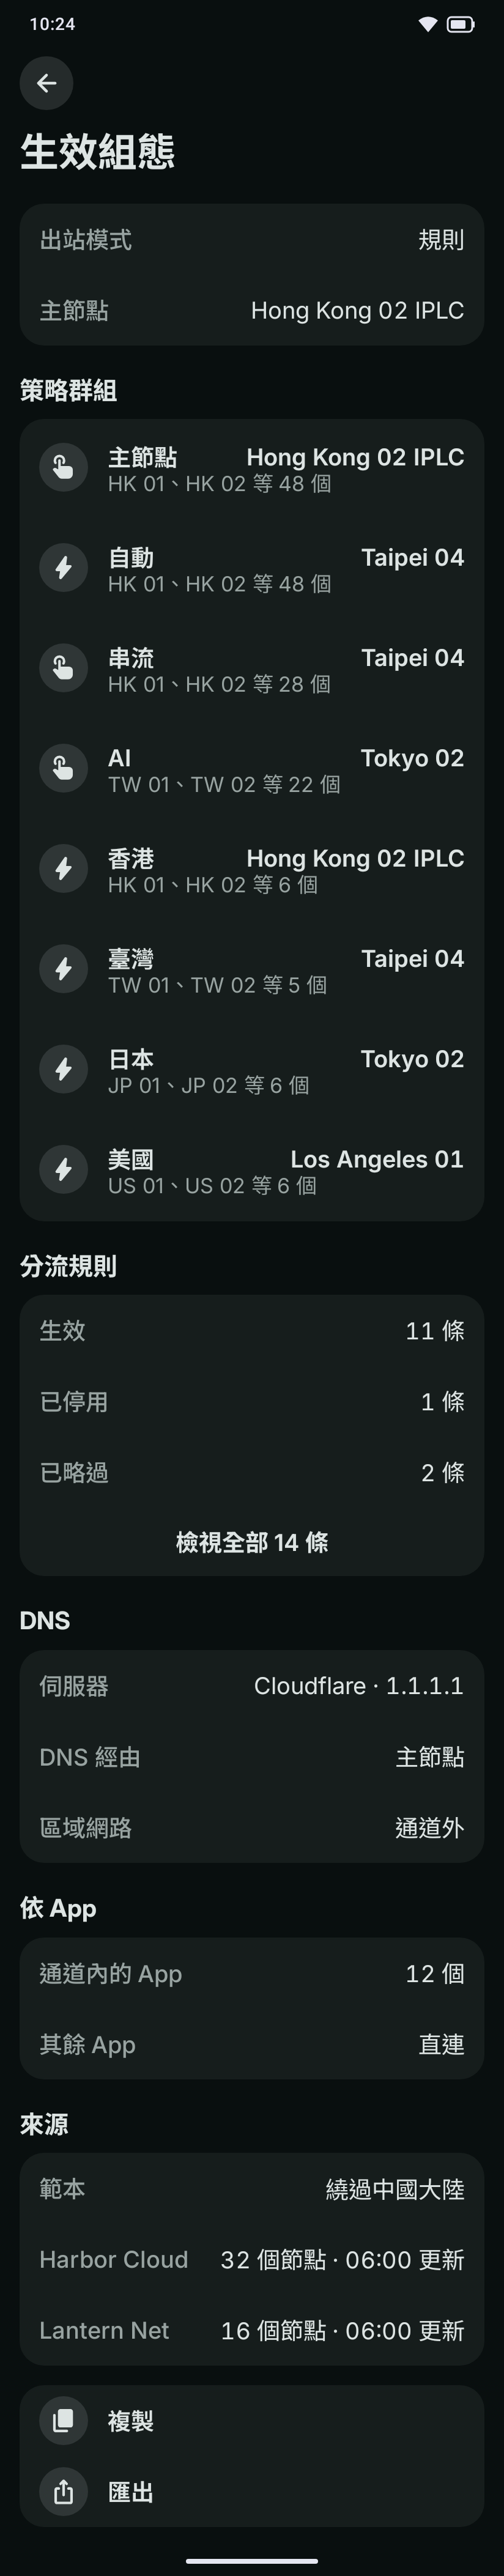 10:24
生效組態
出站模式 規則
主節點 Hong Kong 02 IPLC
策略群組
主節點 Hong Kong 02 IPLC
HK 01、HK 02 等 48 個
自動 Taipei 04
HK 01、HK 02 等 48 個
串流 Taipei 04
HK 01、HK 02 等 28 個
AI Tokyo 02
TW 01、TW 02 等 22 個
香港 Hong Kong 02 IPLC
HK 01、HK 02 等 6 個
臺灣 Taipei 04
TW 01、TW 02 等 5 個
日本 Tokyo 02
JP 01、JP 02 等 6 個
美國 Los Angeles 01
US 01、US 02 等 6 個
分流規則
生效 11 條
已停用 1 條
已略過 2 條
檢視全部 14 條
DNS
伺服器 Cloudflare · 1.1.1.1
DNS 經由 主節點
區域網路 通道外
依 App
通道內的 App 12 個
其餘 App 直連
來源
範本 繞過中國大陸
Harbor Cloud 32 個節點 · 06:00 更新
Lantern Net 16 個節點 · 06:00 更新
複製
匯出